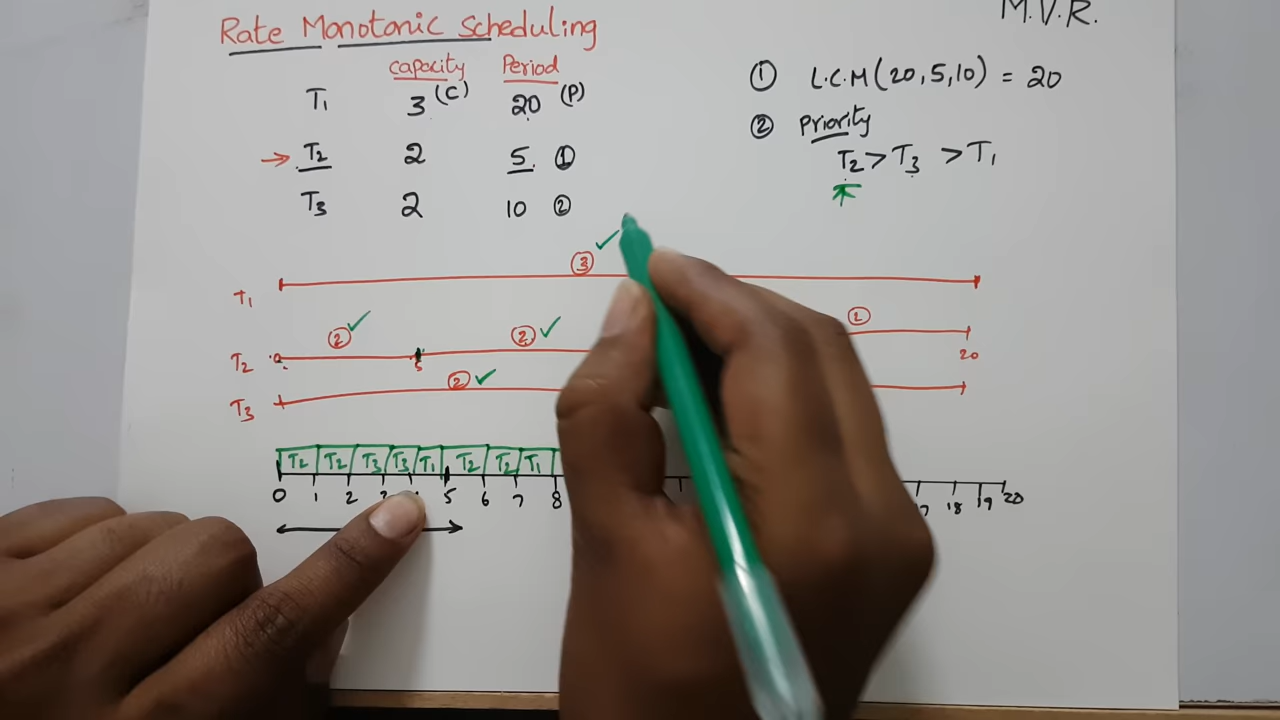 M.V.R.
Rate Monotonic Scheduling
capacity Period
T1 3 (C) 20 (P)
→ T2 2 5 ①
T3 2 10 ②
① L.C.M (20, 5, 10) = 20
② Priority
T2 > T3 > T1
③ ✓
T1
② ✓ ② ✓ ②
T2 0 5 20
② ✓
T3
T2 T2 T3 T3 T1 T2 T2 T1
0 1 2 3 5 6 7 8 18 19 20